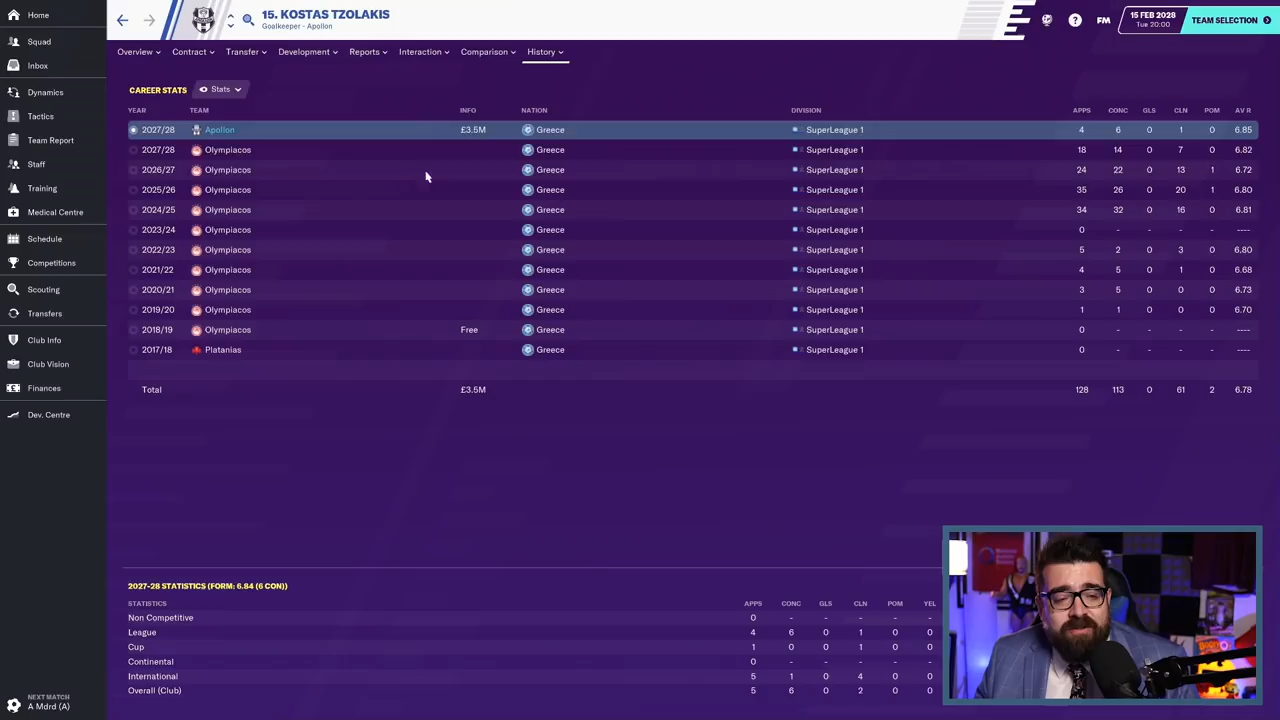 Home
Squad
Inbox
Dynamics
Tactics
Team Report
Staff
Training
Medical Centre
Schedule
Competitions
Scouting
Transfers
Club Info
Club Vision
Finances
Dev. Centre
NEXT MATCH
A Mdrd (A)
15. KOSTAS TZOLAKIS
Goalkeeper - Apollon
FM
15 FEB 2028
Tue 20:00
TEAM SELECTION
Overview Contract Transfer Development Reports Interaction Comparison History
CAREER STATS Stats
YEAR TEAM INFO NATION DIVISION APPS CONC GLS CLN POM AV R
2027/28 Apollon £3.5M Greece SuperLeague 1 4 6 0 1 0 6.85
2027/28 Olympiacos Greece SuperLeague 1 18 14 0 7 0 6.82
2026/27 Olympiacos Greece SuperLeague 1 24 22 0 13 1 6.72
2025/26 Olympiacos Greece SuperLeague 1 35 26 0 20 1 6.80
2024/25 Olympiacos Greece SuperLeague 1 34 32 0 16 0 6.81
2023/24 Olympiacos Greece SuperLeague 1 0 - - - - ----
2022/23 Olympiacos Greece SuperLeague 1 5 2 0 3 0 6.80
2021/22 Olympiacos Greece SuperLeague 1 4 5 0 1 0 6.68
2020/21 Olympiacos Greece SuperLeague 1 3 5 0 0 0 6.73
2019/20 Olympiacos Greece SuperLeague 1 1 1 0 0 0 6.70
2018/19 Olympiacos Free Greece SuperLeague 1 0 - - - - ----
2017/18 Platanias Greece SuperLeague 1 0 - - - - ----
Total £3.5M 128 113 0 61 2 6.78
2027-28 STATISTICS (FORM: 6.84 (6 CON))
STATISTICS APPS CONC GLS CLN POM YEL
Non Competitive 0 - - - - -
League 4 6 0 1 0 0
Cup 1 0 0 1 0 0
Continental 0 - - - - -
International 5 1 0 4 0 0
Overall (Club) 5 6 0 2 0 0